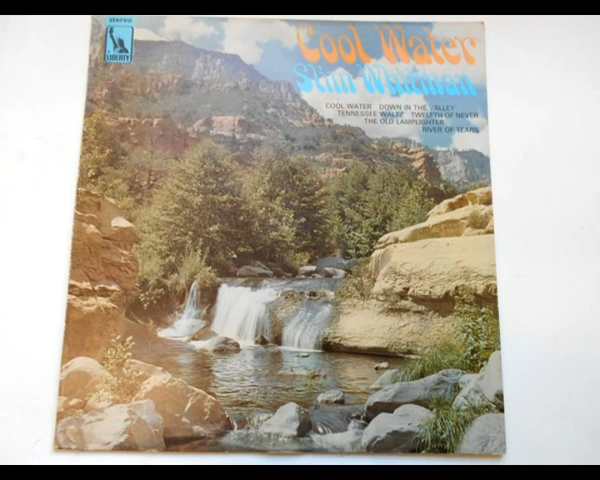 stereo
LIBERTY
Cool Water
Slim Whitman
COOL WATER DOWN IN THE VALLEY
TENNESSEE WALTZ TWELFTH OF NEVER
THE OLD LAMPLIGHTER
RIVER OF TEARS